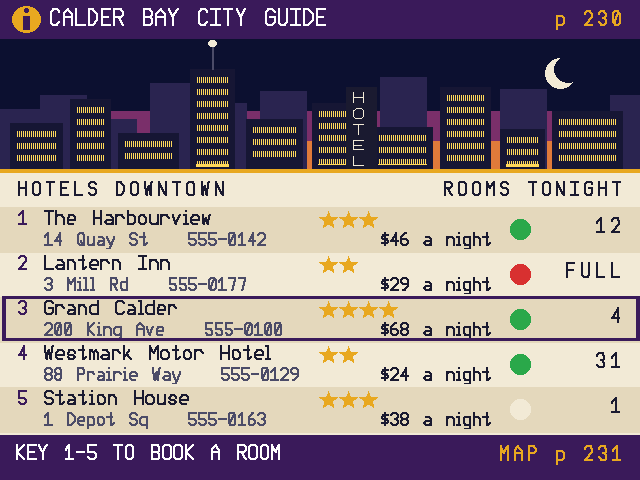 CALDER BAY CITY GUIDE p 230
HOTEL
HOTELS DOWNTOWN ROOMS TONIGHT
1 The Harbourview 12
14 Quay St 555-0142 $46 a night
2 Lantern Inn FULL
3 Mill Rd 555-0177 $29 a night
3 Grand Calder 4
200 King Ave 555-0100 $68 a night
4 Westmark Motor Hotel 31
88 Prairie Way 555-0129 $24 a night
5 Station House 1
1 Depot Sq 555-0163 $38 a night
KEY 1-5 TO BOOK A ROOM MAP p 231